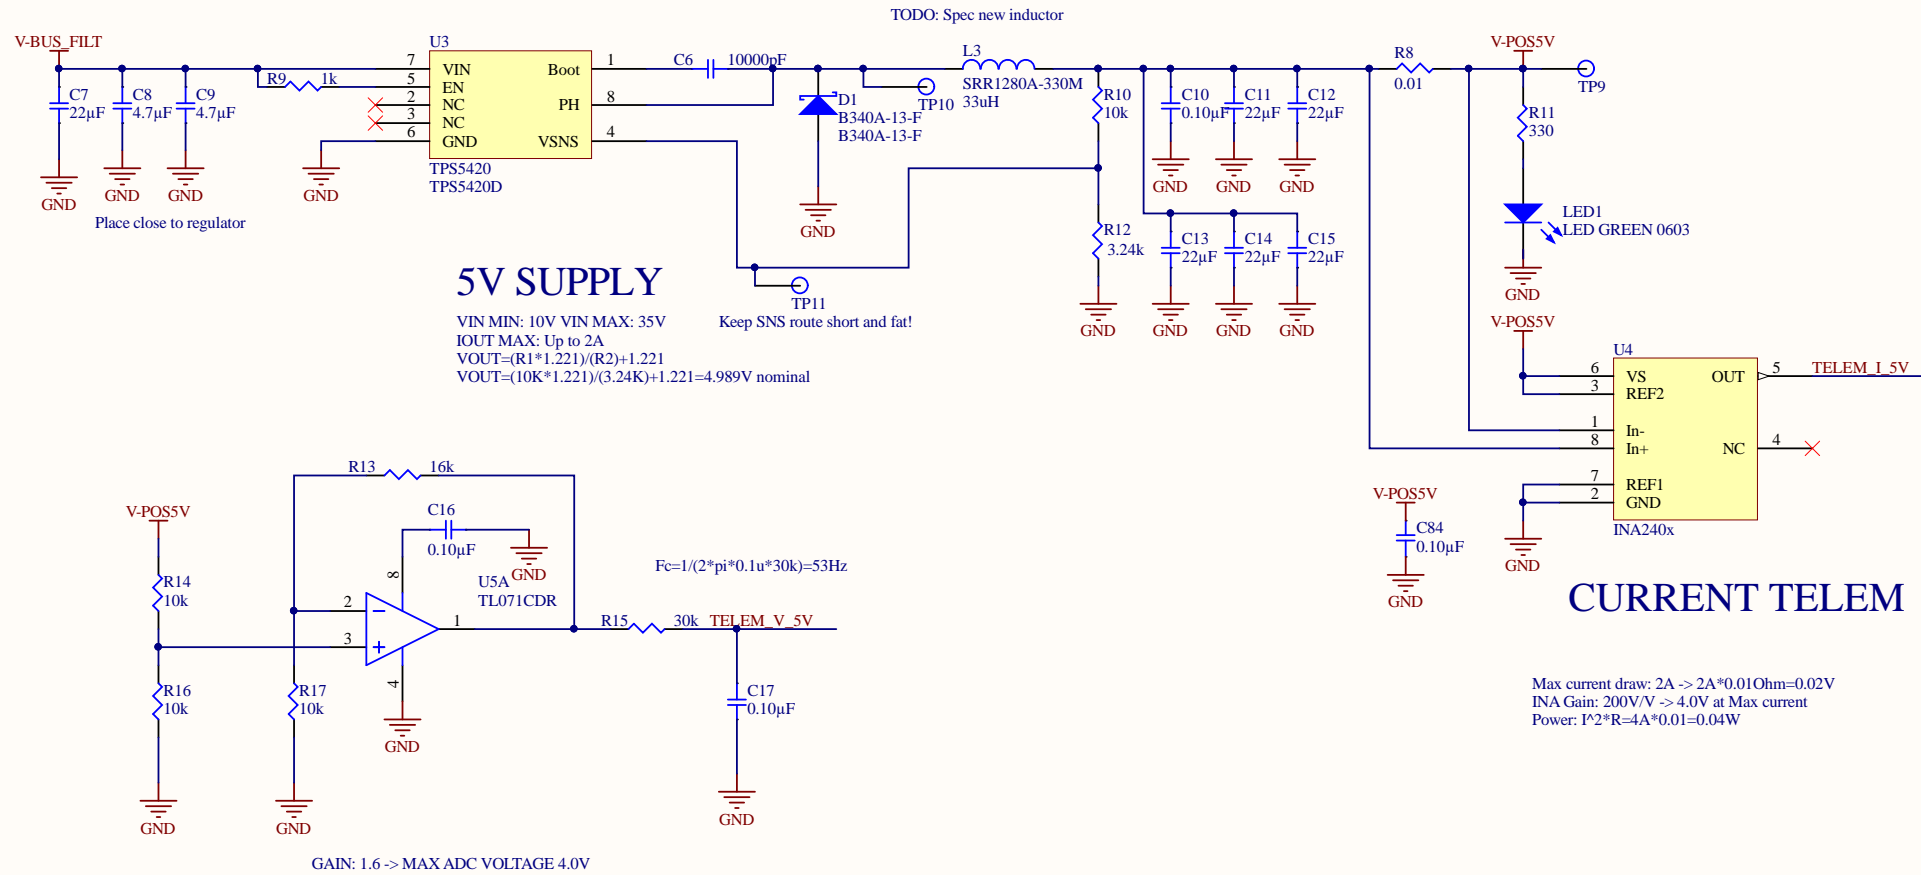 TODO: Spec new inductor
V-BUS_FILT
C7
22µF
C8
4.7µF
C9
4.7µF
R9 1k
GND
GND
GND
GND
Place close to regulator
U3
7 VIN Boot 1
5 EN
2 NC PH 8
3 NC
6 GND VSNS 4
TPS5420
TPS5420D
C6 10000pF
D1
B340A-13-F
B340A-13-F
GND
TP10
L3
SRR1280A-330M
33uH
R10
10k
R12
3.24k
GND
C10
0.10µF
C11
22µF
C12
22µF
GND
GND
GND
C13
22µF
C14
22µF
C15
22µF
GND
GND
GND
R8
0.01
V-POS5V
TP9
R11
330
LED1
LED GREEN 0603
GND
TP11
Keep SNS route short and fat!
5V SUPPLY
VIN MIN: 10V VIN MAX: 35V
IOUT MAX: Up to 2A
VOUT=(R1*1.221)/(R2)+1.221
VOUT=(10K*1.221)/(3.24K)+1.221=4.989V nominal
V-POS5V
U4
6 VS OUT 5 TELEM_I_5V
3 REF2
1 In-
8 In+ NC 4
7 REF1
2 GND
INA240x
GND
V-POS5V
C84
0.10µF
GND
CURRENT TELEM
Max current draw: 2A -> 2A*0.01Ohm=0.02V
INA Gain: 200V/V -> 4.0V at Max current
Power: I^2*R=4A*0.01=0.04W
R13 16k
V-POS5V
C16
0.10µF
GND
R14
10k
8
U5A
TL071CDR
2
3
1
4
GND
Fc=1/(2*pi*0.1u*30k)=53Hz
R15 30k TELEM_V_5V
R16
10k
R17
10k
C17
0.10µF
GND
GND
GND
GAIN: 1.6 -> MAX ADC VOLTAGE 4.0V